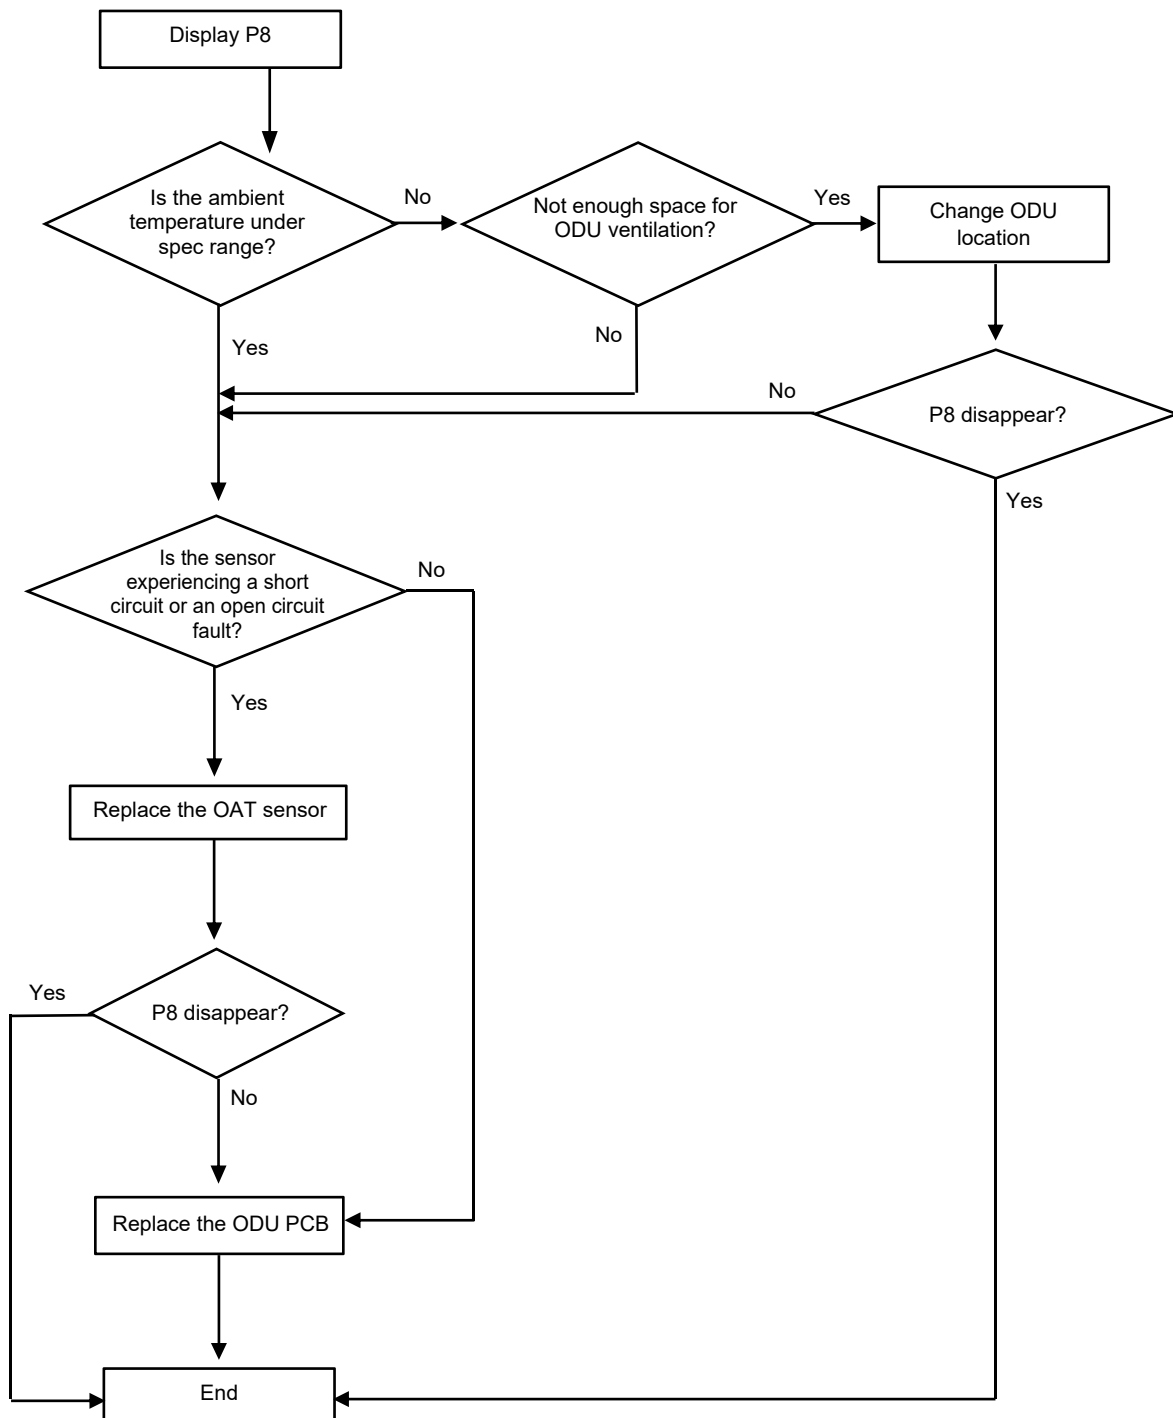 Display P8
Is the ambient
temperature under
spec range?
No
Not enough space for
ODU ventilation?
Yes
Change ODU
location
Yes
No
No
P8 disappear?
Yes
Is the sensor
experiencing a short
circuit or an open circuit
fault?
No
Yes
Replace the OAT sensor
Yes
P8 disappear?
No
Replace the ODU PCB
End